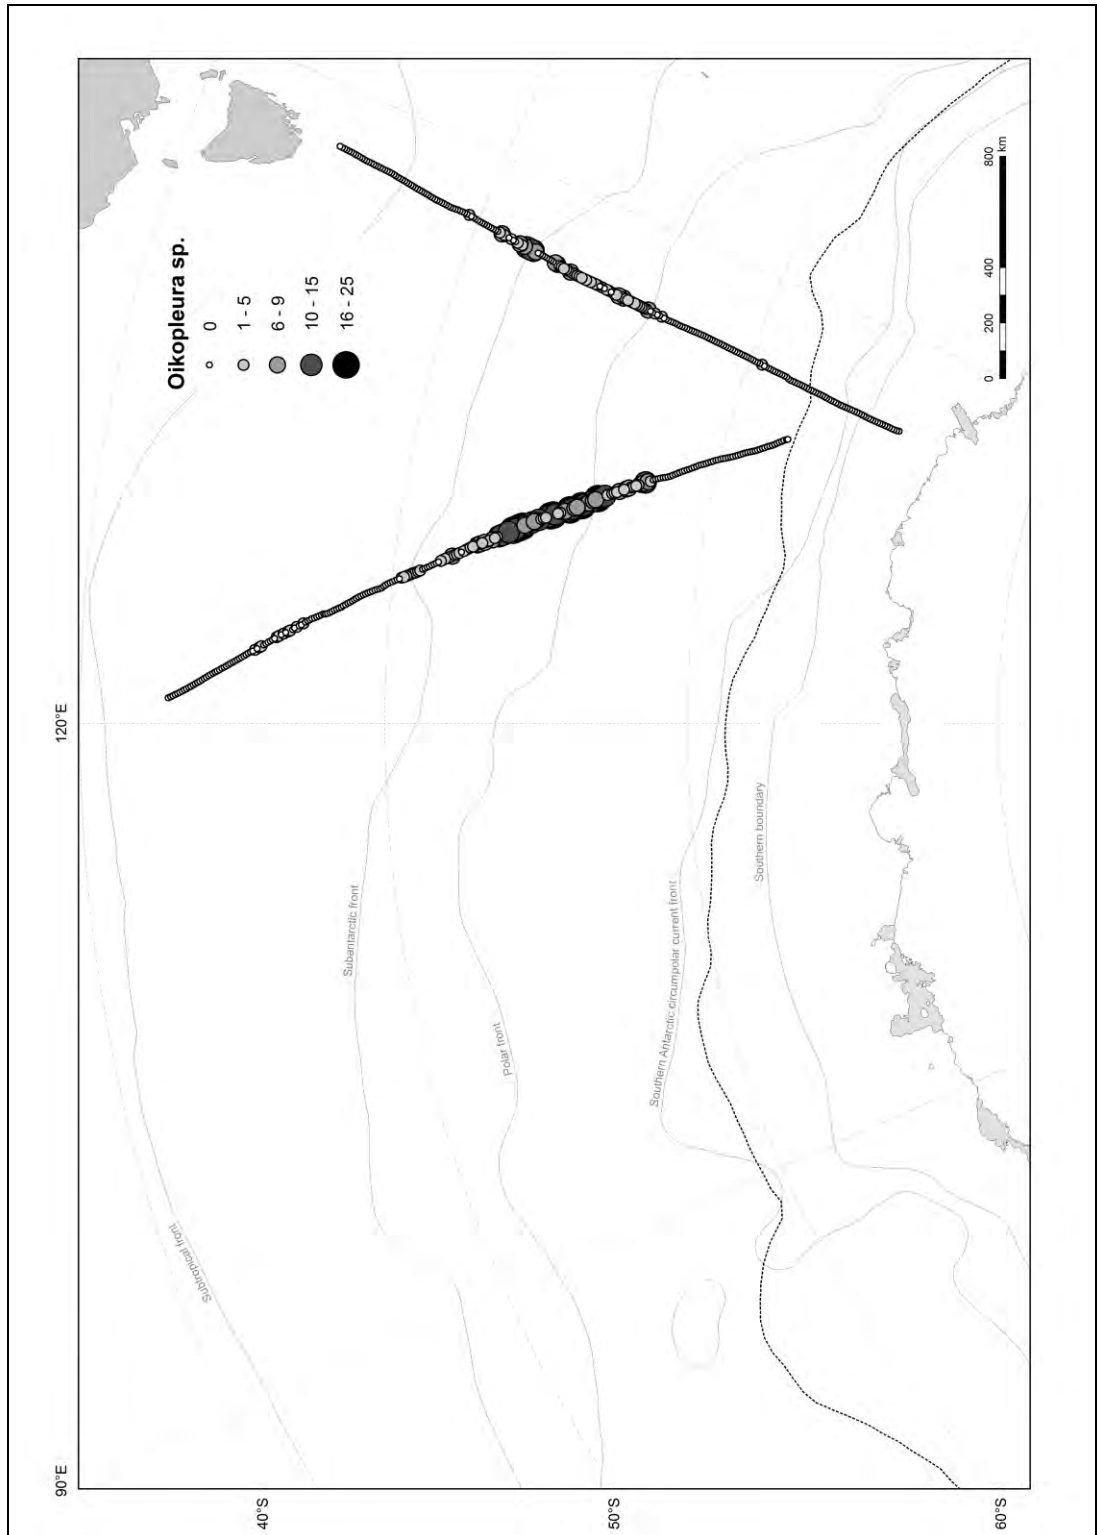 Oikopleura sp.
0
1 - 5
6 - 9
10 - 15
16 - 25
90°E
120°E
40°S
50°S
60°S
Subtropical front
Subantarctic front
Polar front
Southern Antarctic circumpolar current front
Southern boundary
0 200 400 800 km